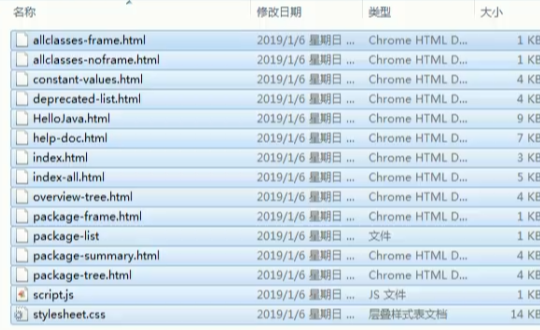 名称 修改日期 类型 大小
allclasses-frame.html 2019/1/6 星期日 ... Chrome HTML D... 1 KB
allclasses-noframe.html 2019/1/6 星期日 ... Chrome HTML D... 1 KB
constant-values.html 2019/1/6 星期日 ... Chrome HTML D... 4 KB
deprecated-list.html 2019/1/6 星期日 ... Chrome HTML D... 4 KB
HelloJava.html 2019/1/6 星期日 ... Chrome HTML D... 9 KB
help-doc.html 2019/1/6 星期日 ... Chrome HTML D... 7 KB
index.html 2019/1/6 星期日 ... Chrome HTML D... 3 KB
index-all.html 2019/1/6 星期日 ... Chrome HTML D... 5 KB
overview-tree.html 2019/1/6 星期日 ... Chrome HTML D... 4 KB
package-frame.html 2019/1/6 星期日 ... Chrome HTML D... 1 KB
package-list 2019/1/6 星期日 ... 文件 1 KB
package-summary.html 2019/1/6 星期日 ... Chrome HTML D... 4 KB
package-tree.html 2019/1/6 星期日 ... Chrome HTML D... 4 KB
script.js 2019/1/6 星期日 ... JS 文件 1 KB
stylesheet.css 2019/1/6 星期日 ... 层叠样式表文档 14 KB